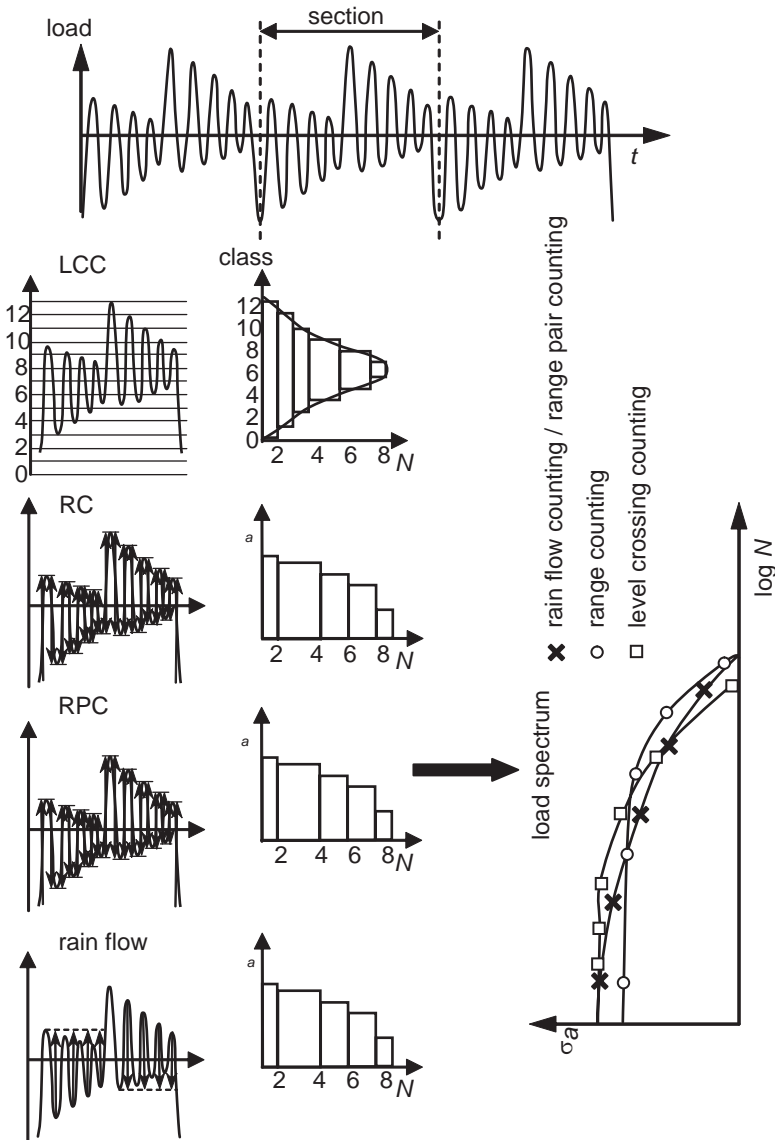 load
section
t
LCC
class
12
10
8
6
4
2
0
12
10
8
6
4
2
0
2 4 6 8 N
RC
a
2 4 6 8 N
RPC
a
2 4 6 8 N
rain flow
a
2 4 6 8 N
load spectrum
rain flow counting / range pair counting
range counting
level crossing counting
log N
σa